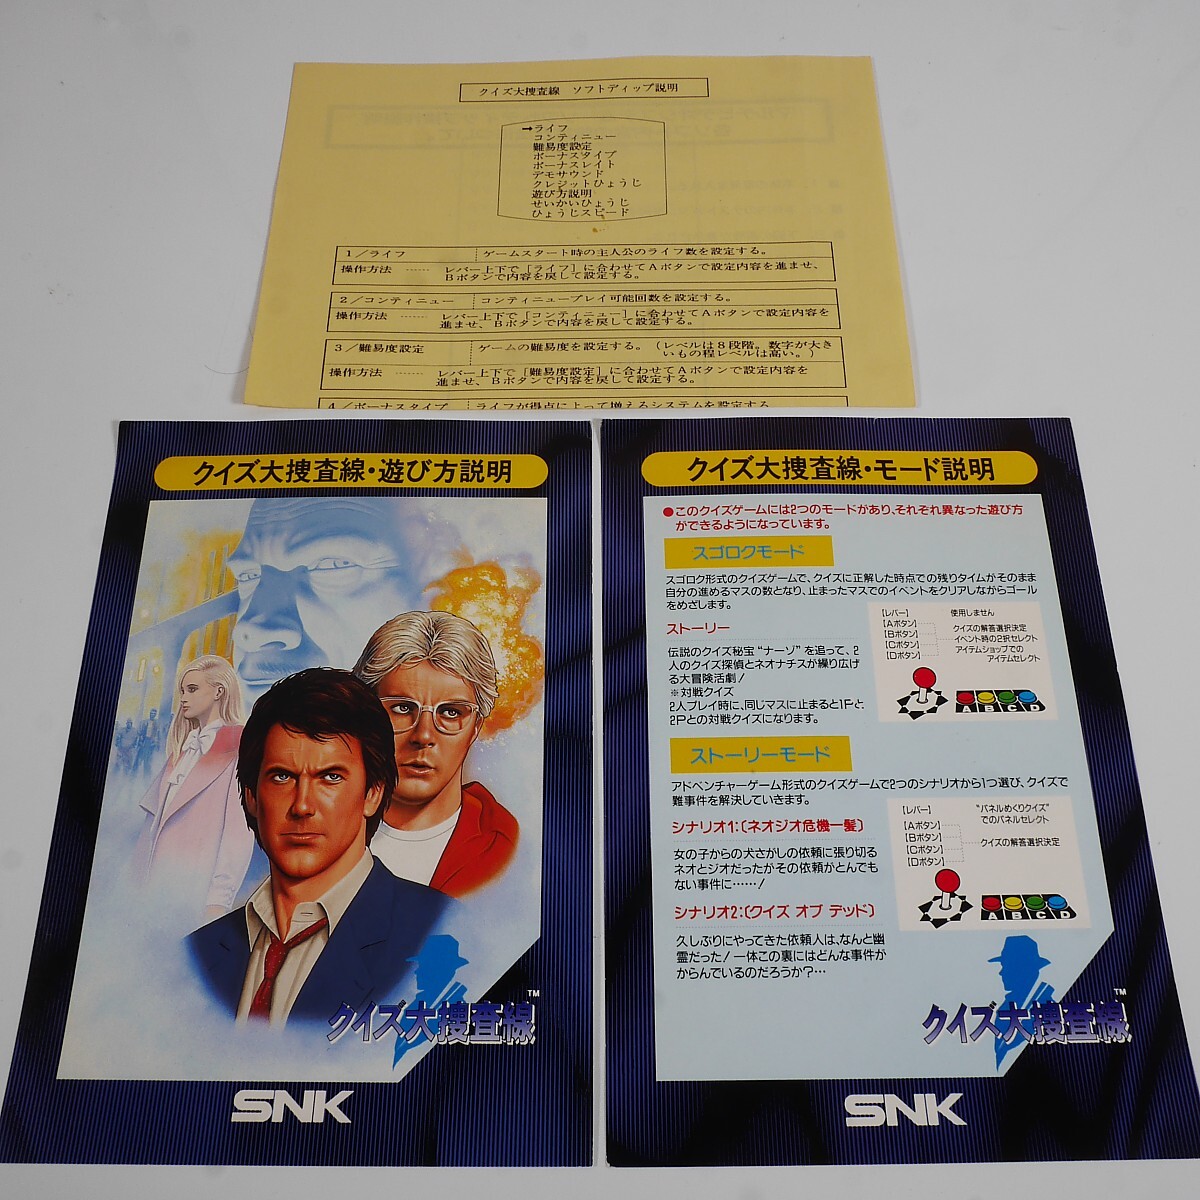 クイズ大捜査線 ソフトディップ説明
→ライフ
コンティニュー
難易度設定
ボーナスタイプ
ボーナスレイト
デモサウンド
クレジットひょうじ
遊び方説明
せいかいひょうじ
ひょうじスピード
1／ライフ ゲームスタート時の主人公のライフ数を設定する。
操作方法 …… レバー上下で［ライフ］に合わせてAボタンで設定内容を進ませ、
Bボタンで内容を戻して設定する。
2／コンティニュー コンティニュープレイ可能回数を設定する。
操作方法 …… レバー上下で［コンティニュー］に合わせてAボタンで設定内容を
進ませ、Bボタンで内容を戻して設定する。
3／難易度設定 ゲームの難易度を設定する。（レベルは8段階。数字が大き
いもの程レベルは高い。）
操作方法 …… レバー上下で［難易度設定］に合わせてAボタンで設定内容を
進ませ、Bボタンで内容を戻して設定する。
4／ボーナスタイプ ライフが得点によって増えるシステムを設定する
クイズ大捜査線・遊び方説明
クイズ大捜査線
TM
SNK
クイズ大捜査線・モード説明
●このクイズゲームには2つのモードがあり、それぞれ異なった遊び方
ができるようになっています。
スゴロクモード
スゴロク形式のクイズゲームで、クイズに正解した時点での残りタイムがそのまま
自分の進めるマスの数となり、止まったマスでのイベントをクリアしながらゴール
をめざします。
ストーリー
伝説のクイズ秘宝“ナーゾ”を追って、2
人のクイズ探偵とネオナチスが繰り広げ
る大冒険活劇！
※対戦クイズ
2人プレイ時に、同じマスに止まると1Pと
2Pとの対戦クイズになります。
【レバー】 使用しません
【Aボタン】
【Bボタン】
【Cボタン】
【Dボタン】
クイズの解答選択決定
イベント時の2択セレクト
アイテムショップでの
アイテムセレクト
A B C D
ストーリーモード
アドベンチャーゲーム形式のクイズゲームで2つのシナリオから1つ選び、クイズで
難事件を解決していきます。
シナリオ1：〔ネオジオ危機一髪〕
女の子からの犬さがしの依頼に張り切る
ネオとジオだったがその依頼がとんでも
ない事件に……！
シナリオ2：〔クイズ オブ デッド〕
久しぶりにやってきた依頼人は、なんと幽
霊だった！一体この裏にはどんな事件が
からんでいるのだろうか？…
【レバー】 “パネルめくりクイズ”
でのパネルセレクト
【Aボタン】
【Bボタン】
【Cボタン】
【Dボタン】
クイズの解答選択決定
A B C D
クイズ大捜査線
TM
SNK